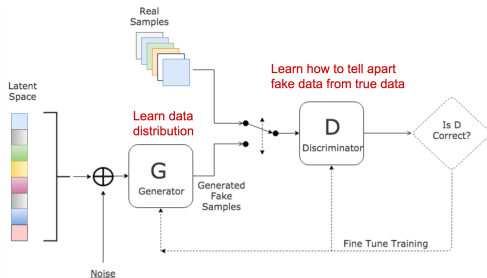 Real
Samples
Latent
Space
Learn data
distribution
Learn how to tell apart
fake data from true data
G
Generator
Generated
Fake
Samples
D
Discriminator
Is D
Correct?
Fine Tune Training
Noise